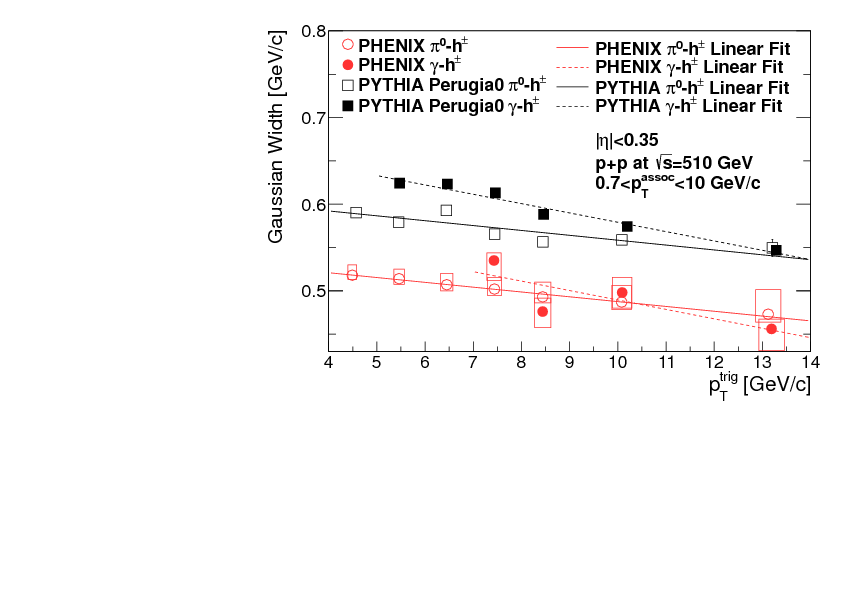 Gaussian Width [GeV/c]
0.8
0.7
0.6
0.5
PHENIX π⁰-h±
PHENIX γ-h±
PYTHIA Perugia0 π⁰-h±
PYTHIA Perugia0 γ-h±
PHENIX π⁰-h± Linear Fit
PHENIX γ-h± Linear Fit
PYTHIA π⁰-h± Linear Fit
PYTHIA γ-h± Linear Fit
|η|<0.35
p+p at √s=510 GeV
0.7<p_T^assoc<10 GeV/c
4 5 6 7 8 9 10 11 12 13 14
p_T^trig [GeV/c]